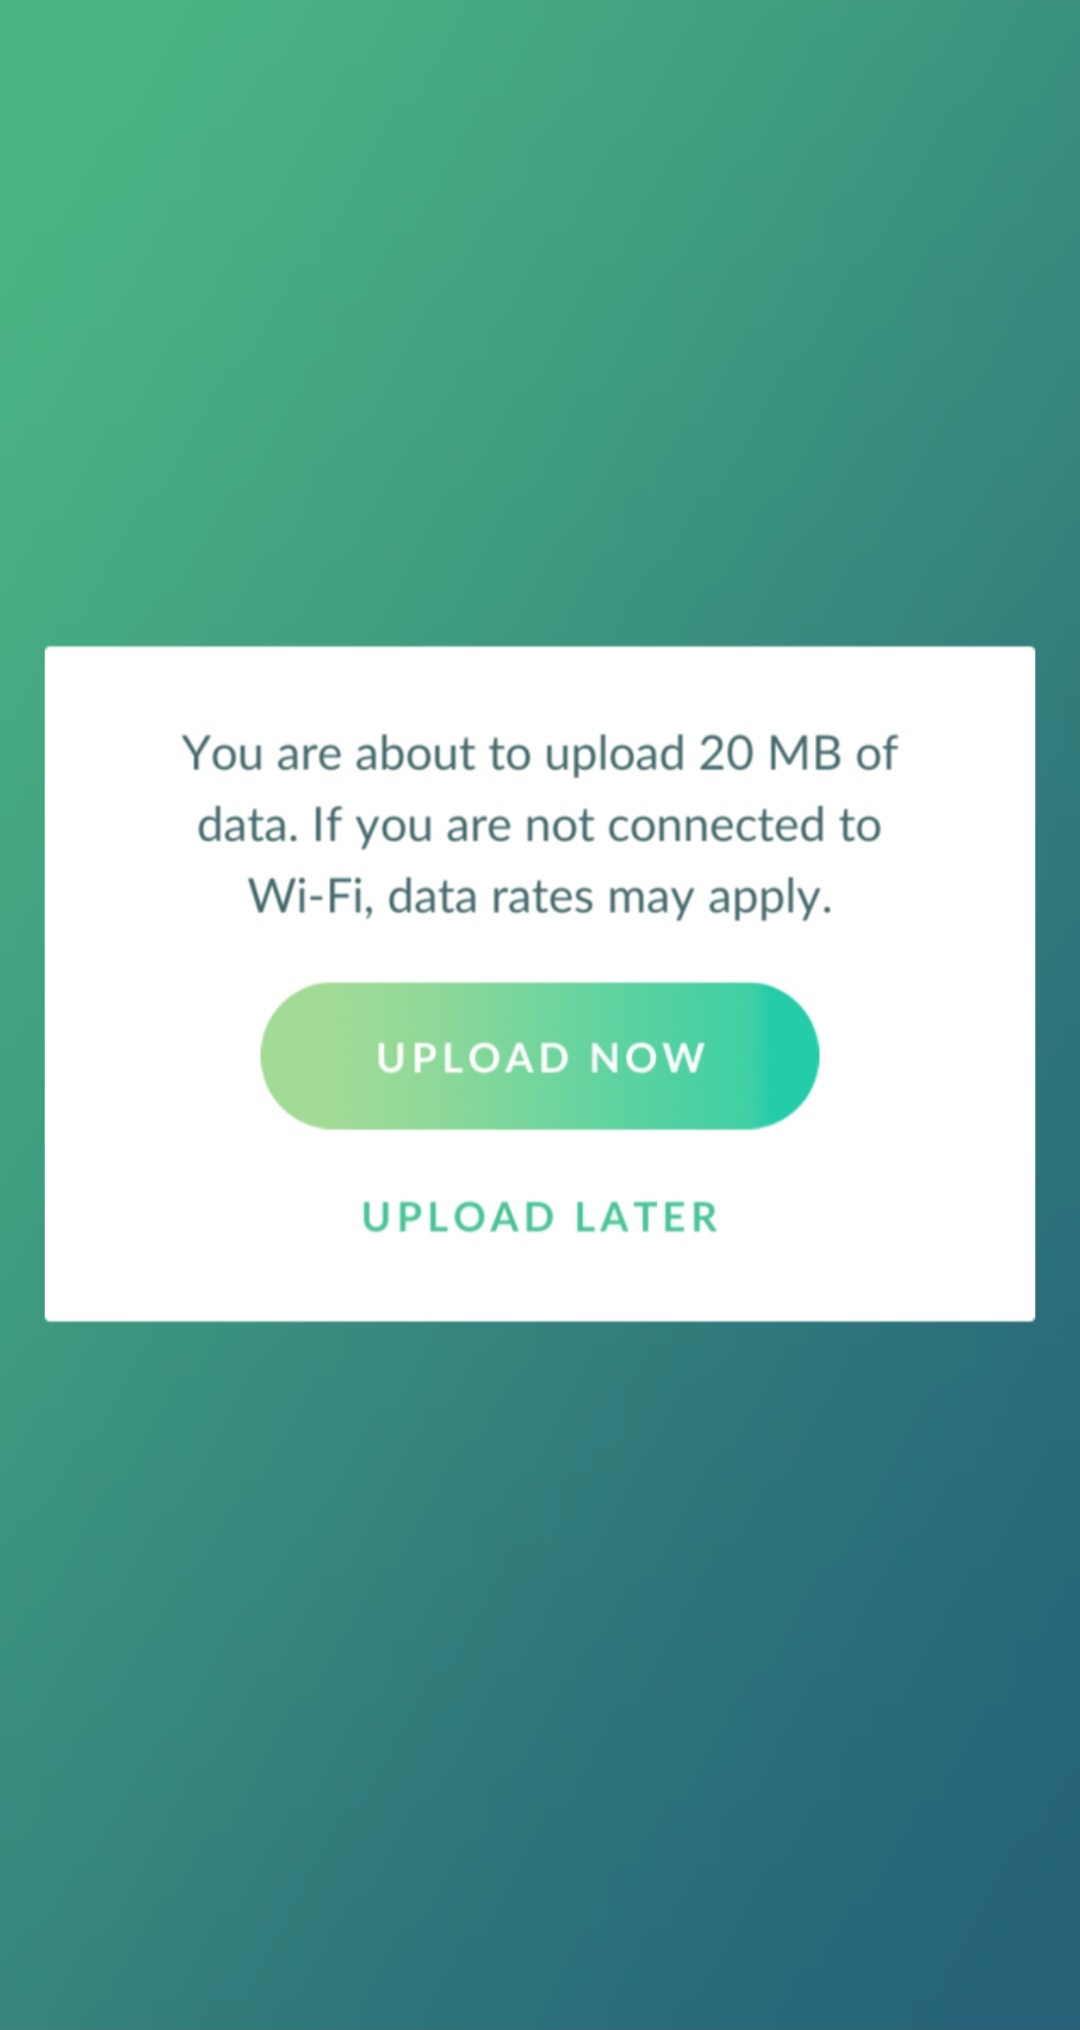 You are about to upload 20 MB of
data. If you are not connected to
Wi-Fi, data rates may apply.
UPLOAD NOW
UPLOAD LATER